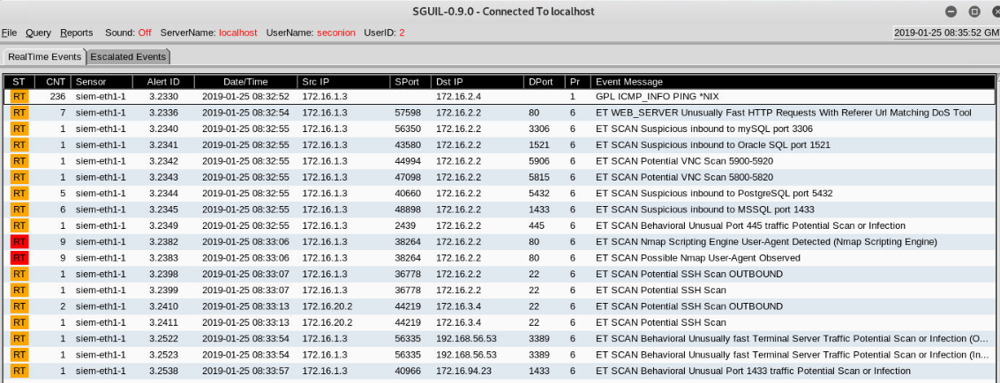 SGUIL-0.9.0 - Connected To localhost
File Query Reports Sound: Off ServerName: localhost UserName: seconion UserID: 2 2019-01-25 08:35:52 GM
RealTime Events Escalated Events
ST CNT Sensor Alert ID Date/Time Src IP SPort Dst IP DPort Pr Event Message
RT 236 siem-eth1-1 3.2330 2019-01-25 08:32:52 172.16.1.3 172.16.2.4 1 GPL ICMP_INFO PING *NIX
RT 7 siem-eth1-1 3.2336 2019-01-25 08:32:54 172.16.1.3 57598 172.16.2.2 80 6 ET WEB_SERVER Unusually Fast HTTP Requests With Referer Url Matching DoS Tool
RT 1 siem-eth1-1 3.2340 2019-01-25 08:32:55 172.16.1.3 56350 172.16.2.2 3306 6 ET SCAN Suspicious inbound to mySQL port 3306
RT 1 siem-eth1-1 3.2341 2019-01-25 08:32:55 172.16.1.3 43580 172.16.2.2 1521 6 ET SCAN Suspicious inbound to Oracle SQL port 1521
RT 1 siem-eth1-1 3.2342 2019-01-25 08:32:55 172.16.1.3 44994 172.16.2.2 5906 6 ET SCAN Potential VNC Scan 5900-5920
RT 1 siem-eth1-1 3.2343 2019-01-25 08:32:55 172.16.1.3 47098 172.16.2.2 5815 6 ET SCAN Potential VNC Scan 5800-5820
RT 5 siem-eth1-1 3.2344 2019-01-25 08:32:55 172.16.1.3 40660 172.16.2.2 5432 6 ET SCAN Suspicious inbound to PostgreSQL port 5432
RT 6 siem-eth1-1 3.2345 2019-01-25 08:32:55 172.16.1.3 48898 172.16.2.2 1433 6 ET SCAN Suspicious inbound to MSSQL port 1433
RT 1 siem-eth1-1 3.2349 2019-01-25 08:32:55 172.16.1.3 2439 172.16.2.2 445 6 ET SCAN Behavioral Unusual Port 445 traffic Potential Scan or Infection
RT 9 siem-eth1-1 3.2382 2019-01-25 08:33:06 172.16.1.3 38264 172.16.2.2 80 6 ET SCAN Nmap Scripting Engine User-Agent Detected (Nmap Scripting Engine)
RT 9 siem-eth1-1 3.2383 2019-01-25 08:33:06 172.16.1.3 38264 172.16.2.2 80 6 ET SCAN Possible Nmap User-Agent Observed
RT 1 siem-eth1-1 3.2398 2019-01-25 08:33:07 172.16.1.3 36778 172.16.2.2 22 6 ET SCAN Potential SSH Scan OUTBOUND
RT 1 siem-eth1-1 3.2399 2019-01-25 08:33:07 172.16.1.3 36778 172.16.2.2 22 6 ET SCAN Potential SSH Scan
RT 2 siem-eth1-1 3.2410 2019-01-25 08:33:13 172.16.20.2 44219 172.16.3.4 22 6 ET SCAN Potential SSH Scan OUTBOUND
RT 1 siem-eth1-1 3.2411 2019-01-25 08:33:13 172.16.20.2 44219 172.16.3.4 22 6 ET SCAN Potential SSH Scan
RT 1 siem-eth1-1 3.2522 2019-01-25 08:33:54 172.16.1.3 56335 192.168.56.53 3389 6 ET SCAN Behavioral Unusually fast Terminal Server Traffic Potential Scan or Infection (O...
RT 1 siem-eth1-1 3.2523 2019-01-25 08:33:54 172.16.1.3 56335 192.168.56.53 3389 6 ET SCAN Behavioral Unusually fast Terminal Server Traffic Potential Scan or Infection (In...
RT 1 siem-eth1-1 3.2538 2019-01-25 08:33:57 172.16.1.3 40966 172.16.94.23 1433 6 ET SCAN Behavioral Unusual Port 1433 traffic Potential Scan or Infection